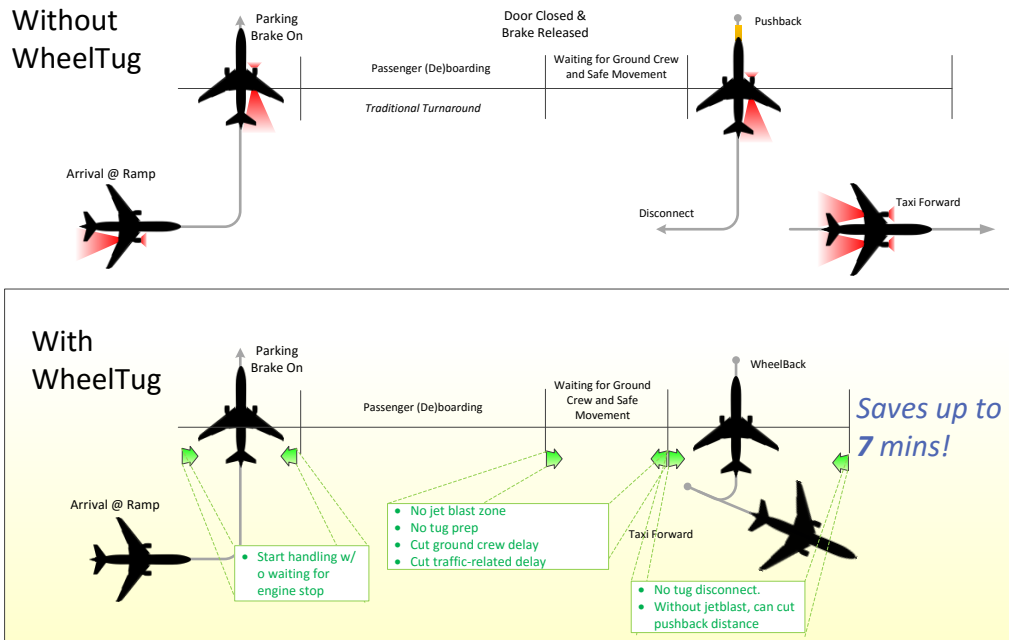 Without
WheelTug
Parking
Brake On
Door Closed &
Brake Released
Pushback
Passenger (De)boarding
Waiting for Ground Crew
and Safe Movement
Traditional Turnaround
Arrival @ Ramp
Disconnect
Taxi Forward
With
WheelTug
Parking
Brake On
Passenger (De)boarding
Waiting for Ground
Crew and Safe
Movement
WheelBack
Saves up to
7 mins!
Arrival @ Ramp
• Start handling w/
o waiting for
engine stop
• No jet blast zone
• No tug prep
• Cut ground crew delay
• Cut traffic-related delay
Taxi Forward
• No tug disconnect.
• Without jetblast, can cut
pushback distance